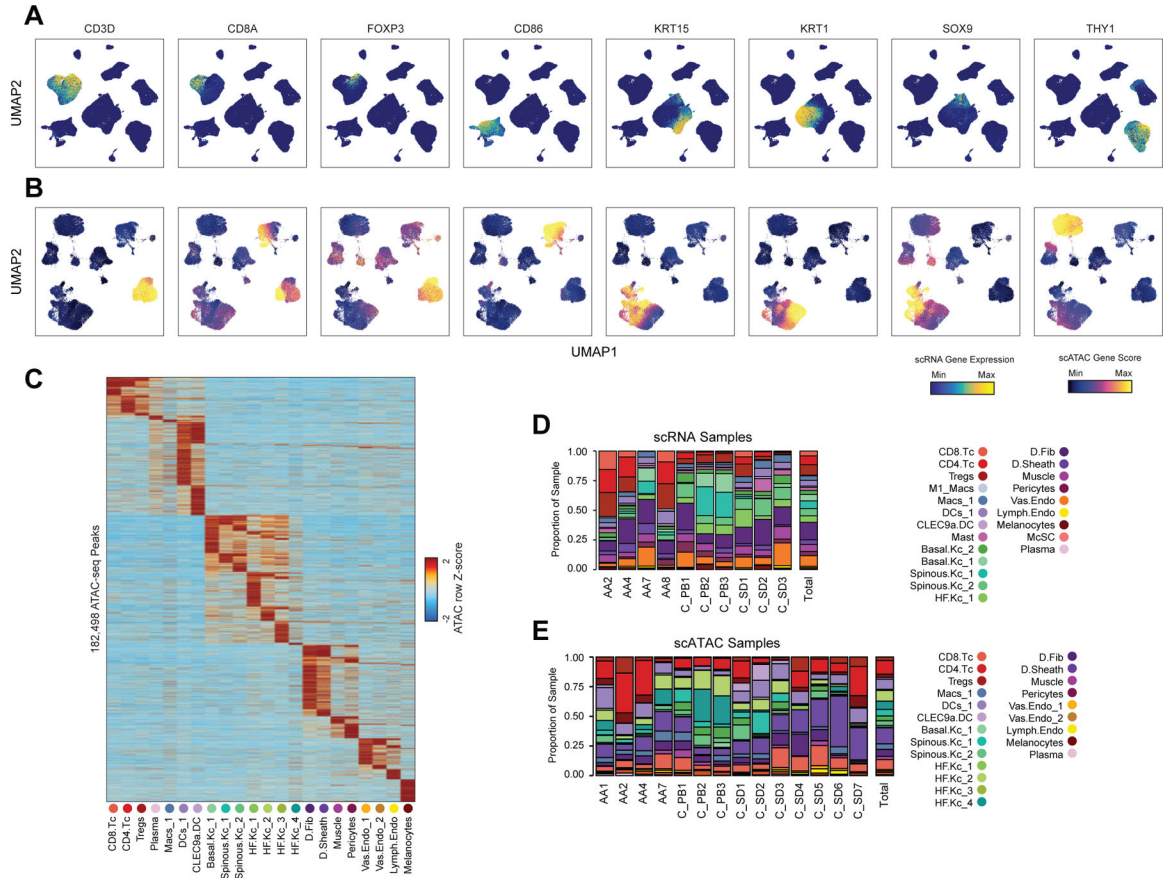 A
CD3D CD8A FOXP3 CD86 KRT15 KRT1 SOX9 THY1
UMAP2
B
UMAP2
UMAP1
scRNA Gene Expression
Min Max
scATAC Gene Score
Min Max
C
182,498 ATAC-seq Peaks
2
-2
ATAC row Z-score
CD8.Tc
CD4.Tc
Tregs
Plasma
Macs_1
DCs_1
CLEC9a.DC
Basal.Kc_1
Spinous.Kc_1
Spinous.Kc_2
HF.Kc_1
HF.Kc_2
HF.Kc_3
HF.Kc_4
D.Fib
D.Sheath
Muscle
Pericytes
Vas.Endo_1
Vas.Endo_2
Lymph.Endo
Melanocytes
D
scRNA Samples
Proportion of Sample
1.00
0.75
0.50
0.25
0.00
AA2
AA4
AA7
AA8
C_PB1
C_PB2
C_PB3
C_SD1
C_SD2
C_SD3
Total
CD8.Tc
CD4.Tc
Tregs
M1_Macs
Macs_1
DCs_1
CLEC9a.DC
Mast
Basal.Kc_2
Basal.Kc_1
Spinous.Kc_1
Spinous.Kc_2
HF.Kc_1
D.Fib
D.Sheath
Muscle
Pericytes
Vas.Endo
Lymph.Endo
Melanocytes
McSC
Plasma
E
scATAC Samples
Proportion of Sample
1.00
0.75
0.50
0.25
0.00
AA1
AA2
AA4
AA7
C_PB1
C_PB2
C_PB3
C_SD1
C_SD2
C_SD3
C_SD4
C_SD5
C_SD6
C_SD7
Total
CD8.Tc
CD4.Tc
Tregs
Macs_1
DCs_1
CLEC9a.DC
Basal.Kc_1
Spinous.Kc_1
Spinous.Kc_2
HF.Kc_1
HF.Kc_2
HF.Kc_3
HF.Kc_4
D.Fib
D.Sheath
Muscle
Pericytes
Vas.Endo_1
Vas.Endo_2
Lymph.Endo
Melanocytes
Plasma